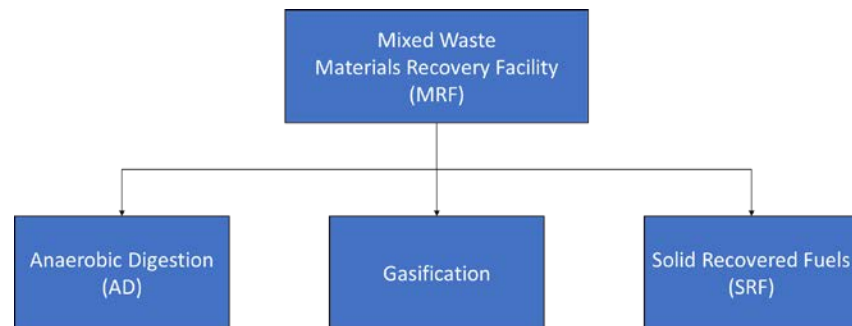 Mixed Waste
Materials Recovery Facility
(MRF)
Anaerobic Digestion
(AD)
Gasification
Solid Recovered Fuels
(SRF)